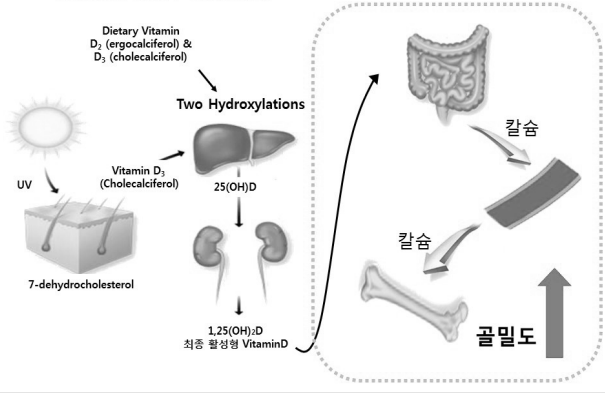 Dietary Vitamin
D₂ (ergocalciferol) &
D₃ (cholecalciferol)
Two Hydroxylations
UV
Vitamin D₃
(Cholecalciferol)
7-dehydrocholesterol
25(OH)D
1,25(OH)₂D
최종 활성형 VitaminD
칼슘
칼슘
골밀도